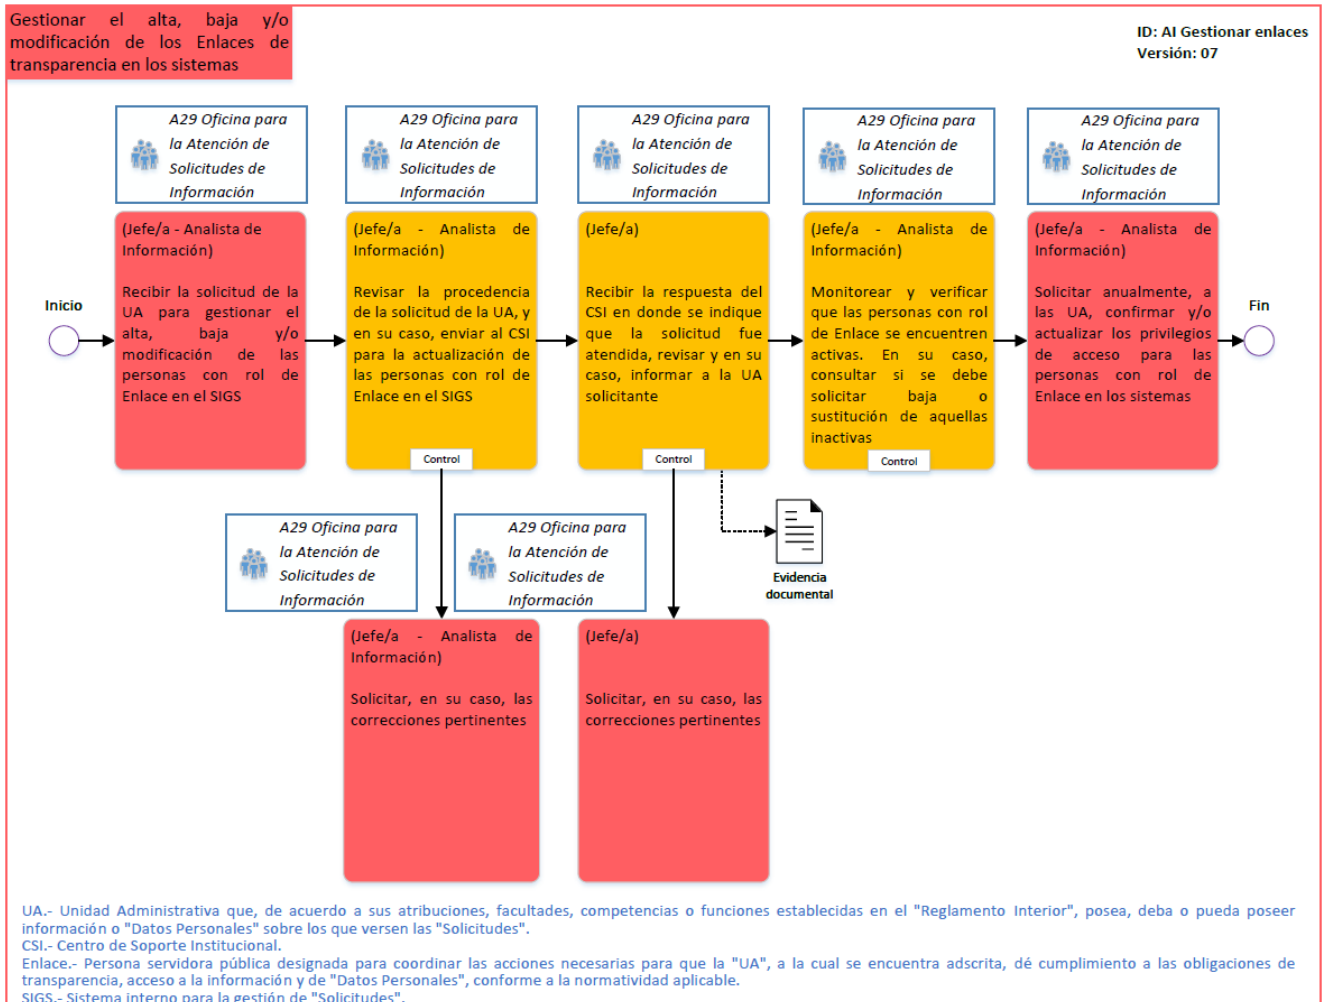 Gestionar el alta, baja y/o
modificación de los Enlaces de
transparencia en los sistemas
ID: AI Gestionar enlaces
Versión: 07
A29 Oficina para
la Atención de
Solicitudes de
Información
A29 Oficina para
la Atención de
Solicitudes de
Información
A29 Oficina para
la Atención de
Solicitudes de
Información
A29 Oficina para
la Atención de
Solicitudes de
Información
A29 Oficina para
la Atención de
Solicitudes de
Información
Inicio
(Jefe/a - Analista de
Información)
Recibir la solicitud de la
UA para gestionar el
alta, baja y/o
modificación de las
personas con rol de
Enlace en el SIGS
(Jefe/a - Analista de
Información)
Revisar la procedencia
de la solicitud de la UA, y
en su caso, enviar al CSI
para la actualización de
las personas con rol de
Enlace en el SIGS
Control
(Jefe/a)
Recibir la respuesta del
CSI en donde se indique
que la solicitud fue
atendida, revisar y en su
caso, informar a la UA
solicitante
Control
(Jefe/a - Analista de
Información)
Monitorear y verificar
que las personas con rol
de Enlace se encuentren
activas. En su caso,
consultar si se debe
solicitar baja o
sustitución de aquellas
inactivas
Control
(Jefe/a - Analista de
Información)
Solicitar anualmente, a
las UA, confirmar y/o
actualizar los privilegios
de acceso para las
personas con rol de
Enlace en los sistemas
Fin
A29 Oficina para
la Atención de
Solicitudes de
Información
A29 Oficina para
la Atención de
Solicitudes de
Información
Evidencia
documental
(Jefe/a - Analista de
Información)
Solicitar, en su caso, las
correcciones pertinentes
(Jefe/a)
Solicitar, en su caso, las
correcciones pertinentes
UA.- Unidad Administrativa que, de acuerdo a sus atribuciones, facultades, competencias o funciones establecidas en el "Reglamento Interior", posea, deba o pueda poseer
información o "Datos Personales" sobre los que versen las "Solicitudes".
CSI.- Centro de Soporte Institucional.
Enlace.- Persona servidora pública designada para coordinar las acciones necesarias para que la "UA", a la cual se encuentra adscrita, dé cumplimiento a las obligaciones de
transparencia, acceso a la información y de "Datos Personales", conforme a la normatividad aplicable.
SIGS.- Sistema interno para la gestión de "Solicitudes".